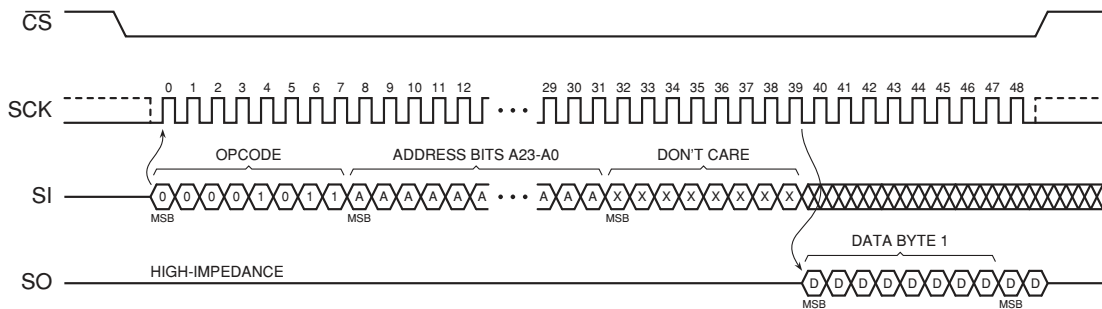 CS
0 1 2 3 4 5 6 7 8 9 10 11 12 29 30 31 32 33 34 35 36 37 38 39 40 41 42 43 44 45 46 47 48
SCK
OPCODE ADDRESS BITS A23-A0 DON'T CARE
SI 0 0 0 0 1 0 1 1 A A A A A A A A A X X X X X X X X
MSB MSB MSB
DATA BYTE 1
SO HIGH-IMPEDANCE D D D D D D D D D D
MSB MSB